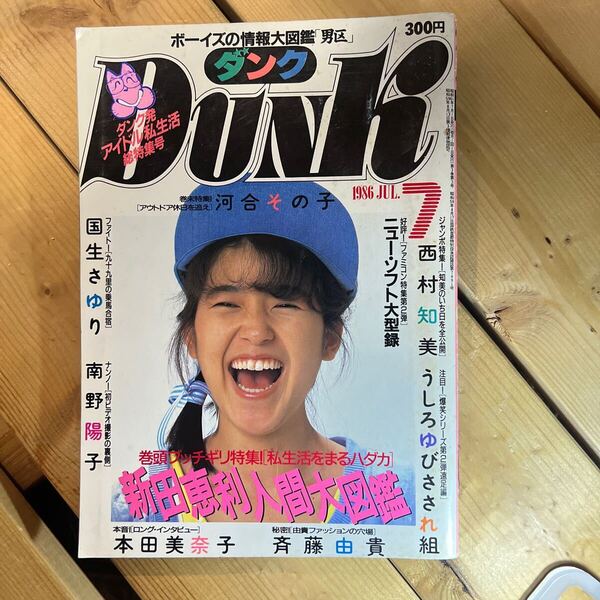 ボーイズの情報大図鑑「男区」
300円
ダンク
Dunk
ダンク発
アイドル私生活
総特集号
1986 JUL.
7
巻末特集!
[アウトドア休日を追え]
河合その子
ジャンボ特集!「知美のいち日を全公開」
西村知美
好評!「ファミコン特集第2弾」
ニュー・ソフト大型録
ファイトー!「九十九里の乗馬合宿」
国生さゆり
注目!「爆笑シリーズ第2弾遠足編」
うしろゆびさされ組
ナンノー!「初ビデオ撮影の裏側」
南野陽子
巻頭ブッチギリ特集!「私生活をまるハダカ」
新田恵利人間大図鑑
本音!「ロング・インタビュー」
本田美奈子
秘密!「由貴ファッションの穴場」
斉藤由貴